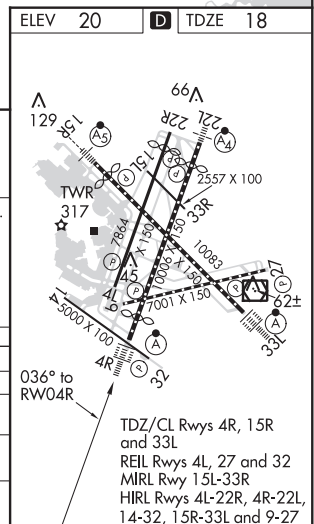 ELEV 20 D TDZE 18
66
129
15R
A5
22R
22L
A4
P
15L
P
P
2557 X 100
33R
TWR
317
7864 X 150
10083 X 150
P
45
27
P
62±
4L
9
7001 X 150
14
5000 X 100
A
A
33L
4R
P
32
036° to
RW04R
TDZ/CL Rwys 4R, 15R
and 33L
REIL Rwys 4L, 27 and 32
MIRL Rwy 15L-33R
HIRL Rwys 4L-22R, 4R-22L,
14-32, 15R-33L and 9-27